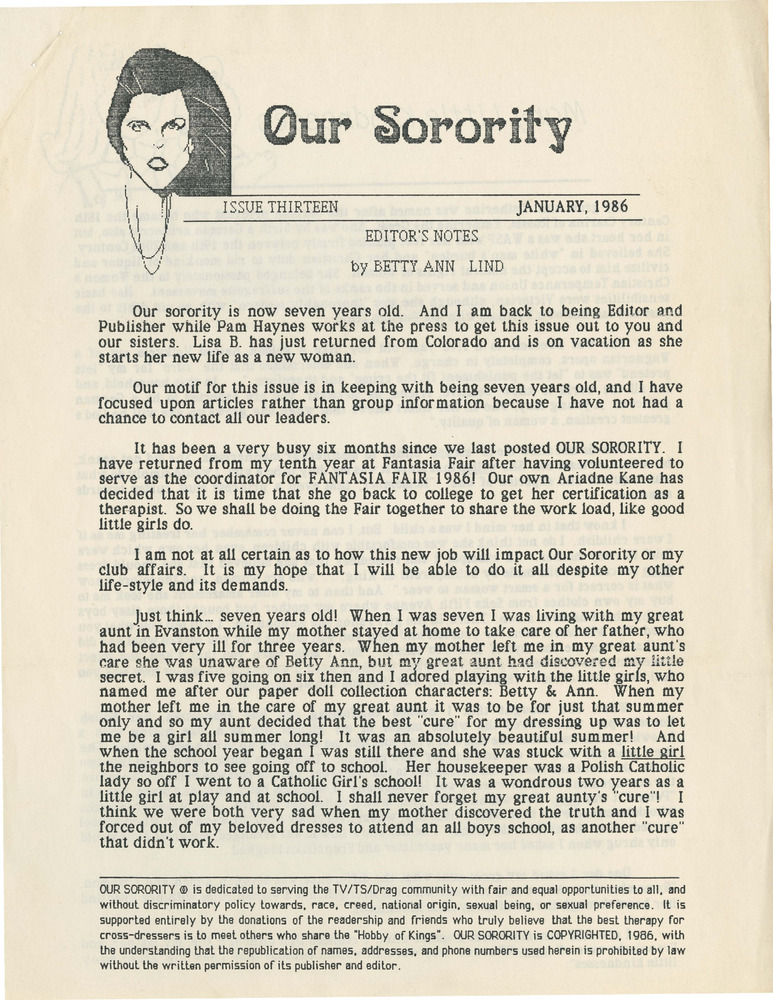 Our Sorority
ISSUE THIRTEEN JANUARY, 1986
EDITOR'S NOTES
by BETTY ANN LIND
Our sorority is now seven years old. And I am back to being Editor and
Publisher while Pam Haynes works at the press to get this issue out to you and
our sisters. Lisa B. has just returned from Colorado and is on vacation as she
starts her new life as a new woman.
Our motif for this issue is in keeping with being seven years old, and I have
focused upon articles rather than group information because I have not had a
chance to contact all our leaders.
It has been a very busy six months since we last posted OUR SORORITY. I
have returned from my tenth year at Fantasia Fair after having volunteered to
serve as the coordinator for FANTASIA FAIR 1986! Our own Ariadne Kane has
decided that it is time that she go back to college to get her certification as a
therapist. So we shall be doing the Fair together to share the work load, like good
little girls do.
I am not at all certain as to how this new job will impact Our Sorority or my
club affairs. It is my hope that I will be able to do it all despite my other
life-style and its demands.
Just think... seven years old! When I was seven I was living with my great
aunt in Evanston while my mother stayed at home to take care of her father, who
had been very ill for three years. When my mother left me in my great aunt's
care she was unaware of Betty Ann, but my great aunt had discovered my little
secret. I was five going on six then and I adored playing with the little girls, who
named me after our paper doll collection characters: Betty & Ann. When my
mother left me in the care of my great aunt it was to be for just that summer
only and so my aunt decided that the best "cure" for my dressing up was to let
me be a girl all summer long! It was an absolutely beautiful summer! And
when the school year began I was still there and she was stuck with a little girl
the neighbors to see going off to school. Her housekeeper was a Polish Catholic
lady so off I went to a Catholic Girl's school! It was a wondrous two years as a
little girl at play and at school. I shall never forget my great aunty's "cure"! I
think we were both very sad when my mother discovered the truth and I was
forced out of my beloved dresses to attend an all boys school, as another "cure"
that didn't work.
OUR SORORITY ® is dedicated to serving the TV/TS/Drag community with fair and equal opportunities to all, and
without discriminatory policy towards, race, creed, national origin, sexual being, or sexual preference. It is
supported entirely by the donations of the readership and friends who truly believe that the best therapy for
cross-dressers is to meet others who share the "Hobby of Kings". OUR SORORITY is COPYRIGHTED, 1986, with
the understanding that the republication of names, addresses, and phone numbers used herein is prohibited by law
without the written permission of its publisher and editor.